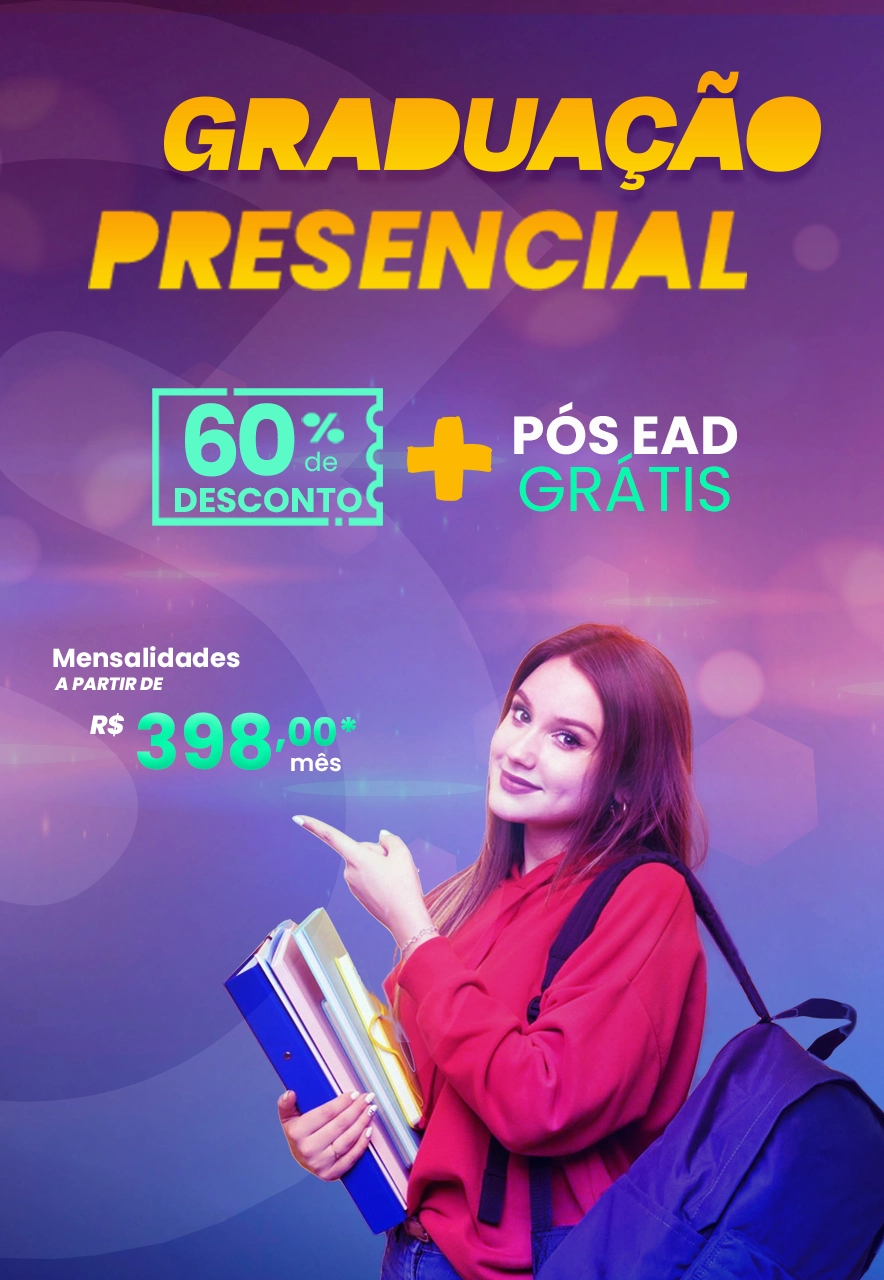 GRADUAÇÃO
PRESENCIAL
60%
de
DESCONTO
PÓS EAD
GRÁTIS
Mensalidades
A PARTIR DE
R$ 398,00*
mês